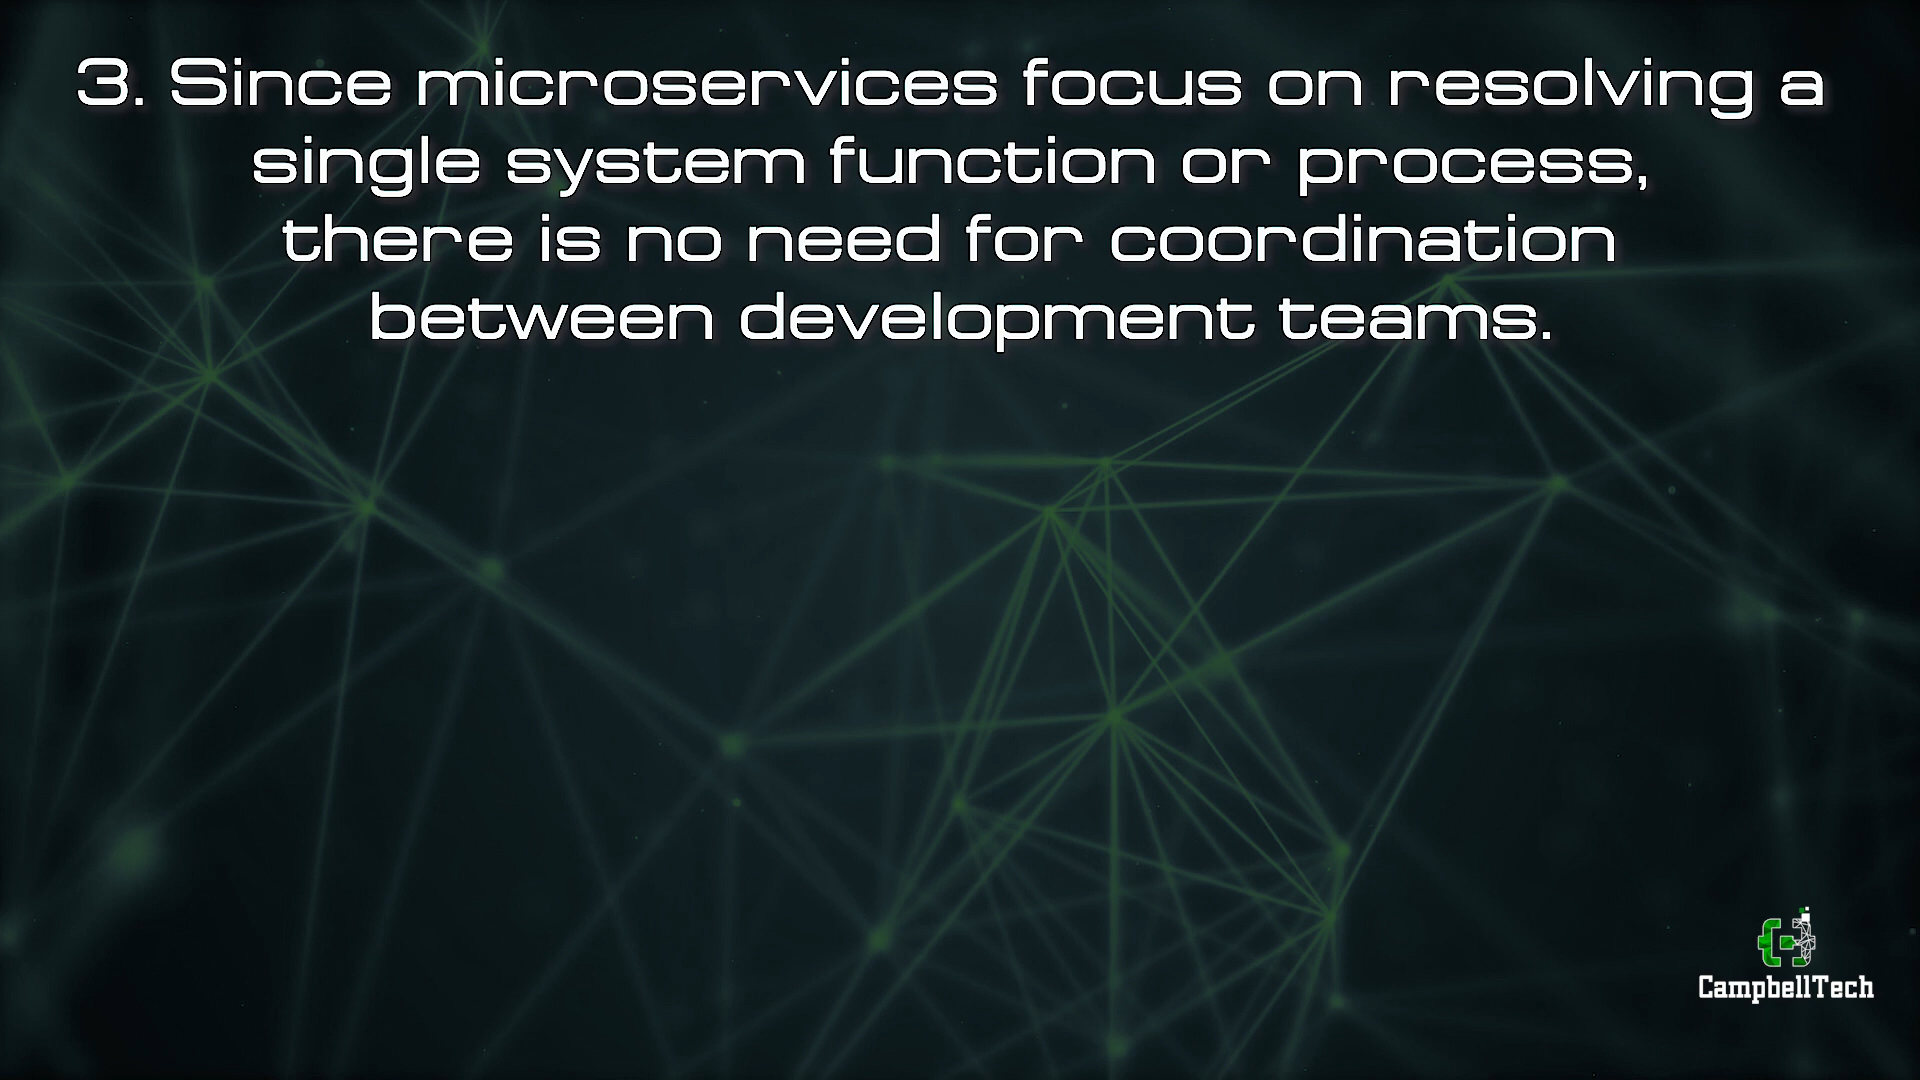 3. Since microservices focus on resolving a
single system function or process,
there is no need for coordination
between development teams.
CampbellTech